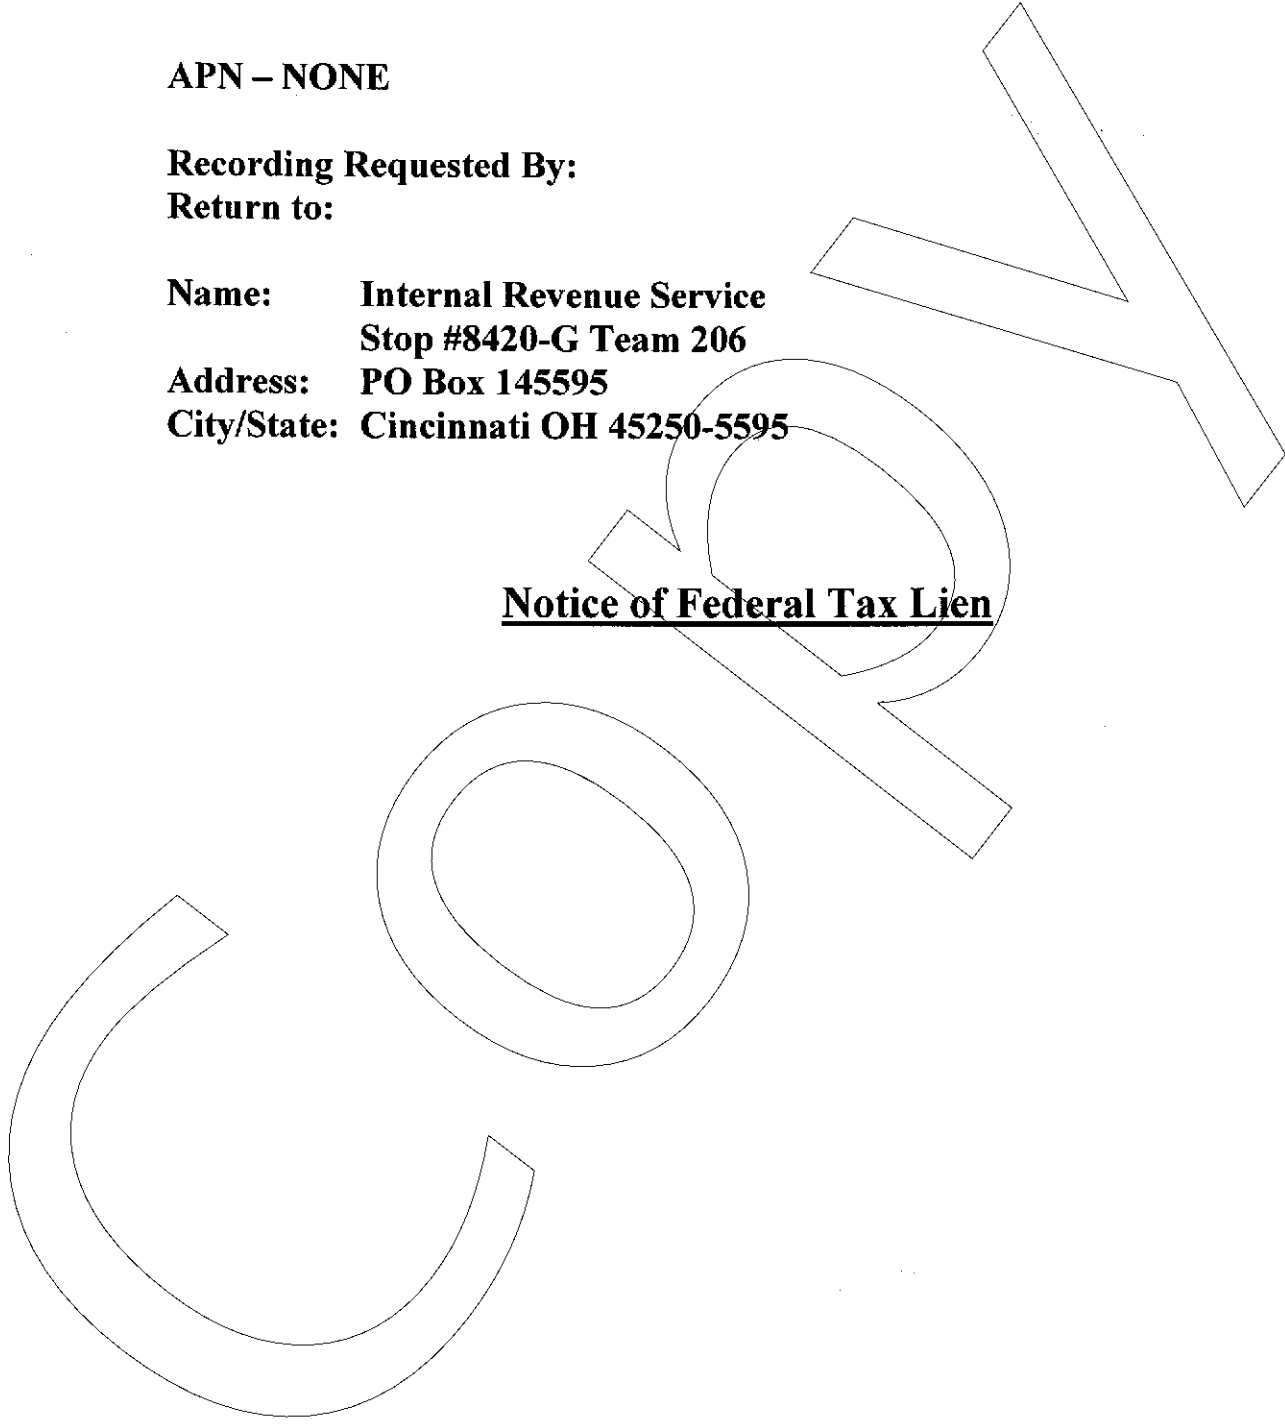 APN – NONE
Recording Requested By:
Return to:
Name: Internal Revenue Service
Stop #8420-G Team 206
Address: PO Box 145595
City/State: Cincinnati OH 45250-5595
Notice of Federal Tax Lien
Copy